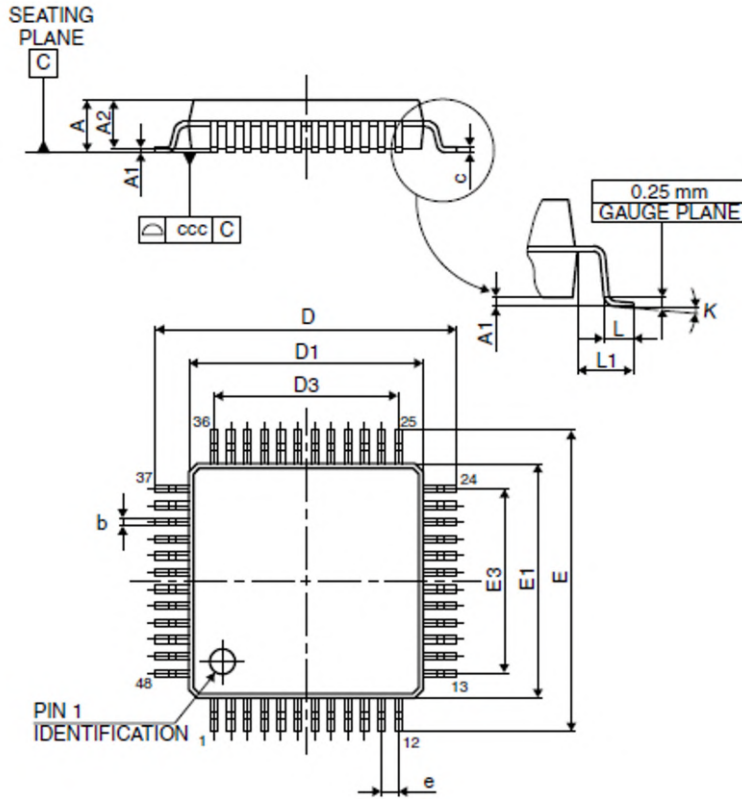 SEATING
PLANE
C
A
A2
A1
c
ccc C
0.25 mm
GAUGE PLANE
A1
K
L
L1
D
D1
D3
36
25
37
24
b
E3
E1
E
48
13
PIN 1
IDENTIFICATION
1
12
e